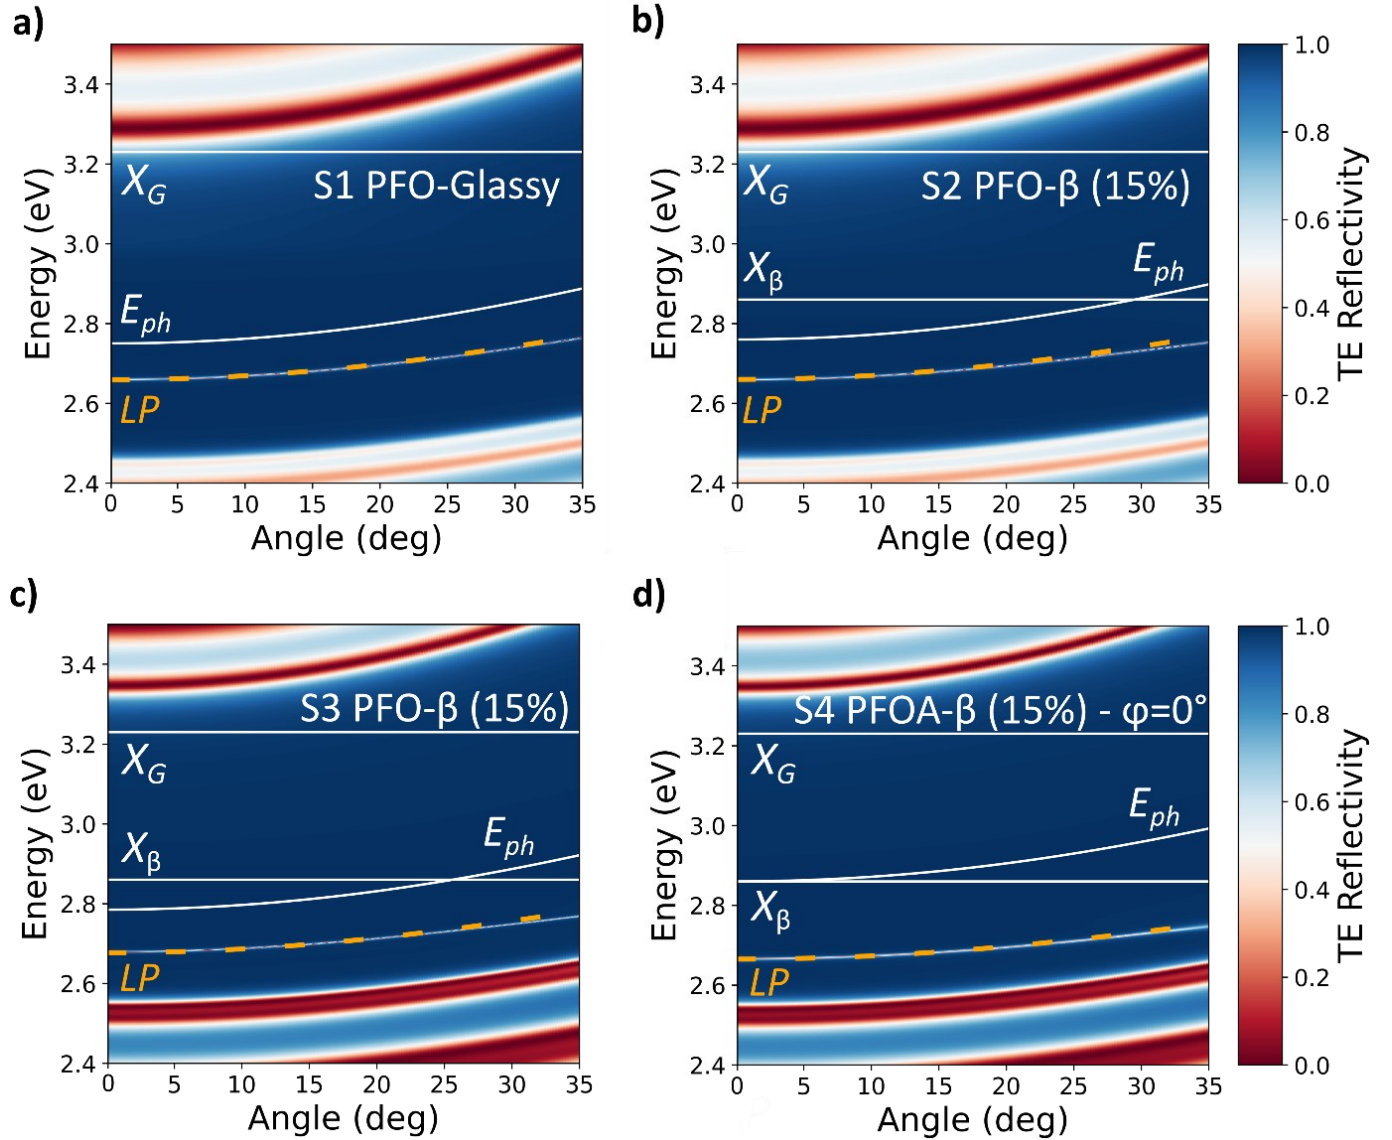 a)
3.4
3.2
3.0
2.8
2.6
2.4
Energy (eV)
X_G
S1 PFO-Glassy
E_ph
LP
0 5 10 15 20 25 30 35
Angle (deg)
b)
3.4
3.2
3.0
2.8
2.6
2.4
Energy (eV)
X_G
S2 PFO-β (15%)
X_β
E_ph
LP
0 5 10 15 20 25 30 35
Angle (deg)
1.0
0.8
0.6
0.4
0.2
0.0
TE Reflectivity
c)
3.4
3.2
3.0
2.8
2.6
2.4
Energy (eV)
S3 PFO-β (15%)
X_G
X_β
E_ph
LP
0 5 10 15 20 25 30 35
Angle (deg)
d)
3.4
3.2
3.0
2.8
2.6
2.4
Energy (eV)
S4 PFOA-β (15%) - φ=0°
X_G
E_ph
X_β
LP
0 5 10 15 20 25 30 35
Angle (deg)
1.0
0.8
0.6
0.4
0.2
0.0
TE Reflectivity